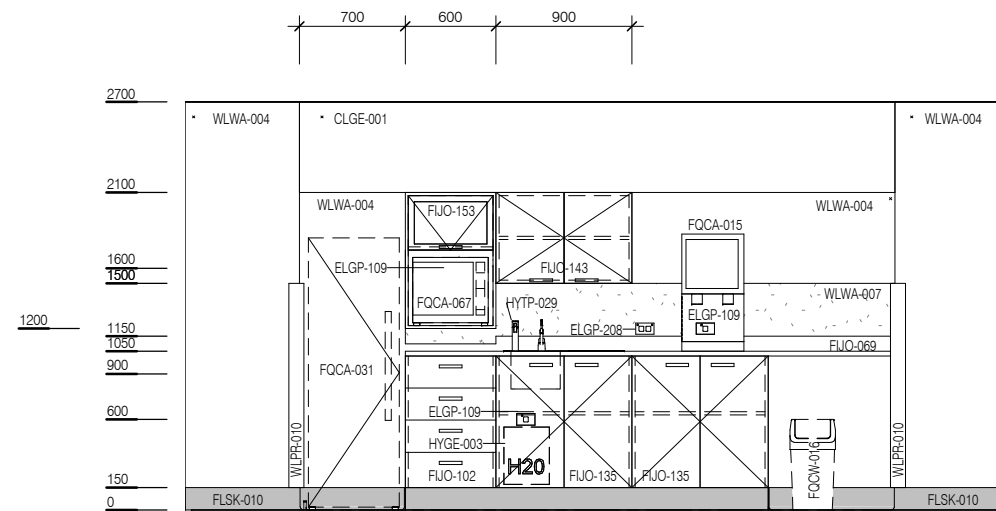 700 600 900
2700
WLWA-004 CLGE-001 WLWA-004
2100
WLWA-004 FIJO-153 WLWA-004
FQCA-015
1600 ELGP-109 FIJO-143
1500
WLWA-007
FQCA-067 HYTP-029
ELGP-109
1200 ELGP-208
1150
1050 FIJO-069
900 FQCA-031
600 ELGP-109
HYGE-003
WLPR-010 H20 FQCW-016 WLPR-010
FIJO-102 FIJO-135 FIJO-135
150
0 FLSK-010 FLSK-010